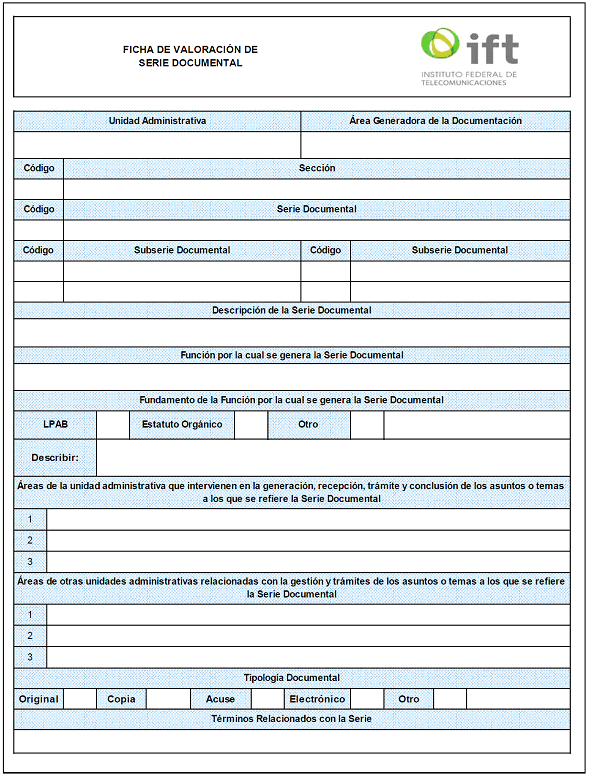 FICHA DE VALORACIÓN DE
SERIE DOCUMENTAL
ift
INSTITUTO FEDERAL DE
TELECOMUNICACIONES
Unidad Administrativa Área Generadora de la Documentación
Código Sección
Código Serie Documental
Código Subserie Documental Código Subserie Documental
Descripción de la Serie Documental
Función por la cual se genera la Serie Documental
Fundamento de la Función por la cual se genera la Serie Documental
LPAB Estatuto Orgánico Otro
Describir:
Áreas de la unidad administrativa que intervienen en la generación, recepción, trámite y conclusión de los asuntos o temas
a los que se refiere la Serie Documental
1
2
3
Áreas de otras unidades administrativas relacionadas con la gestión y trámites de los asuntos o temas a los que se refiere
la Serie Documental
1
2
3
Tipología Documental
Original Copia Acuse Electrónico Otro
Términos Relacionados con la Serie